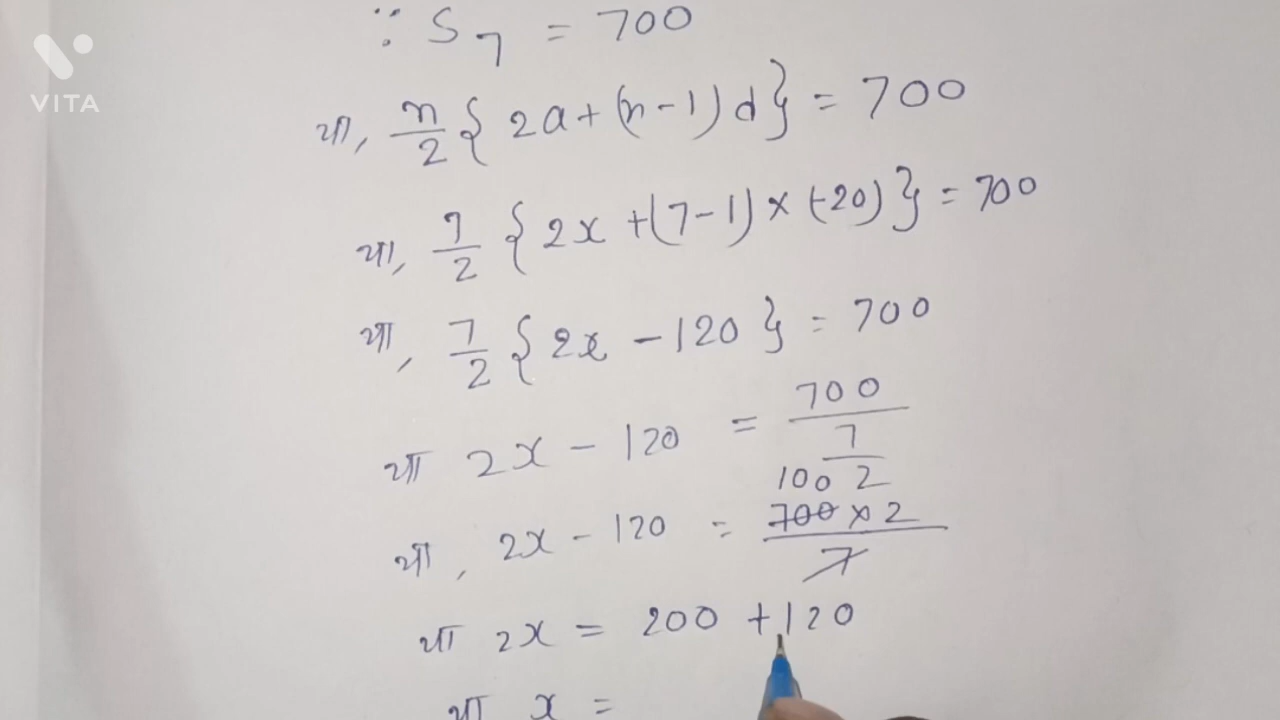 VITA
∵ S₇ = 700
या, n/2 { 2a + (n - 1) d } = 700
या, 7/2 { 2x + (7 - 1) × (-20) } = 700
या, 7/2 { 2x - 120 } = 700
या 2x - 120 = 700 / (7/2)
100
या, 2x - 120 = 700 × 2 / 7
या 2x = 200 + 120
या x =